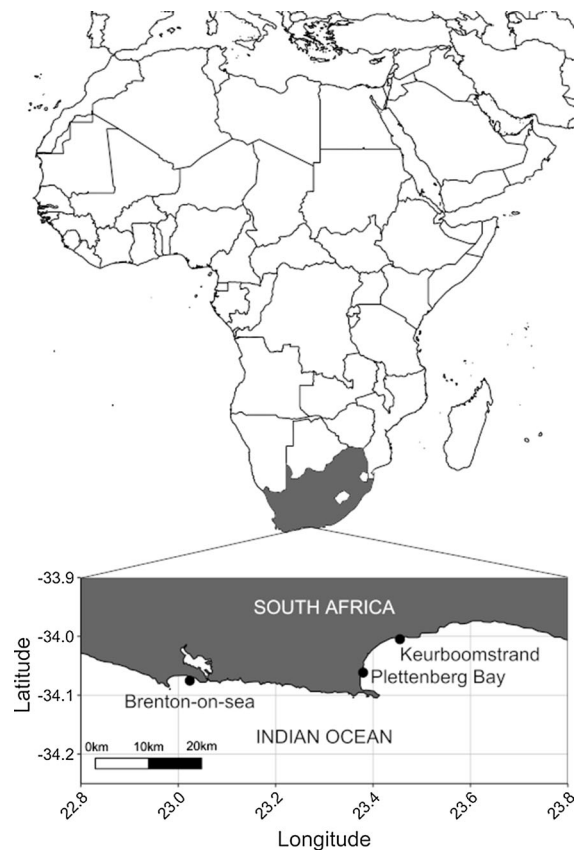 -33.9
-34.0
-34.1
-34.2
Latitude
SOUTH AFRICA
Keurboomstrand
Plettenberg Bay
Brenton-on-sea
INDIAN OCEAN
0km 10km 20km
22.8 23.0 23.2 23.4 23.6 23.8
Longitude